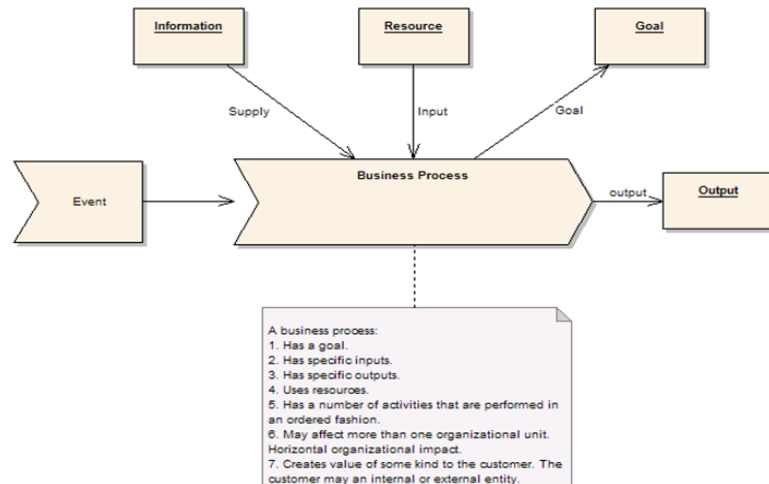 Information
Resource
Goal
Supply
Input
Goal
Event
Business Process
output
Output
A business process:
1. Has a goal.
2. Has specific inputs.
3. Has specific outputs.
4. Uses resources.
5. Has a number of activities that are performed in
an ordered fashion.
6. May affect more than one organizational unit.
Horizontal organizational impact.
7. Creates value of some kind to the customer. The
customer may an internal or external entity.